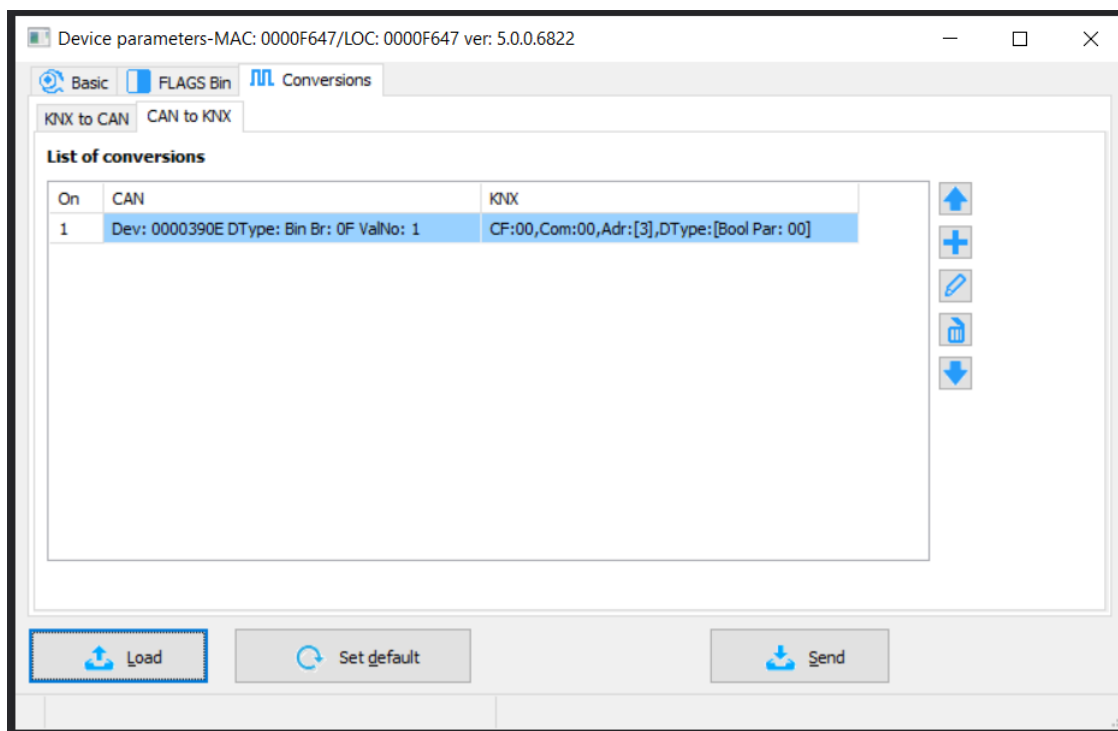 Device parameters-MAC: 0000F647/LOC: 0000F647 ver: 5.0.0.6822
Basic FLAGS Bin Conversions
KNX to CAN CAN to KNX
List of conversions
On CAN KNX
1 Dev: 0000390E DType: Bin Br: 0F ValNo: 1 CF:00,Com:00,Adr:[3],DType:[Bool Par: 00]
Load Set default Send